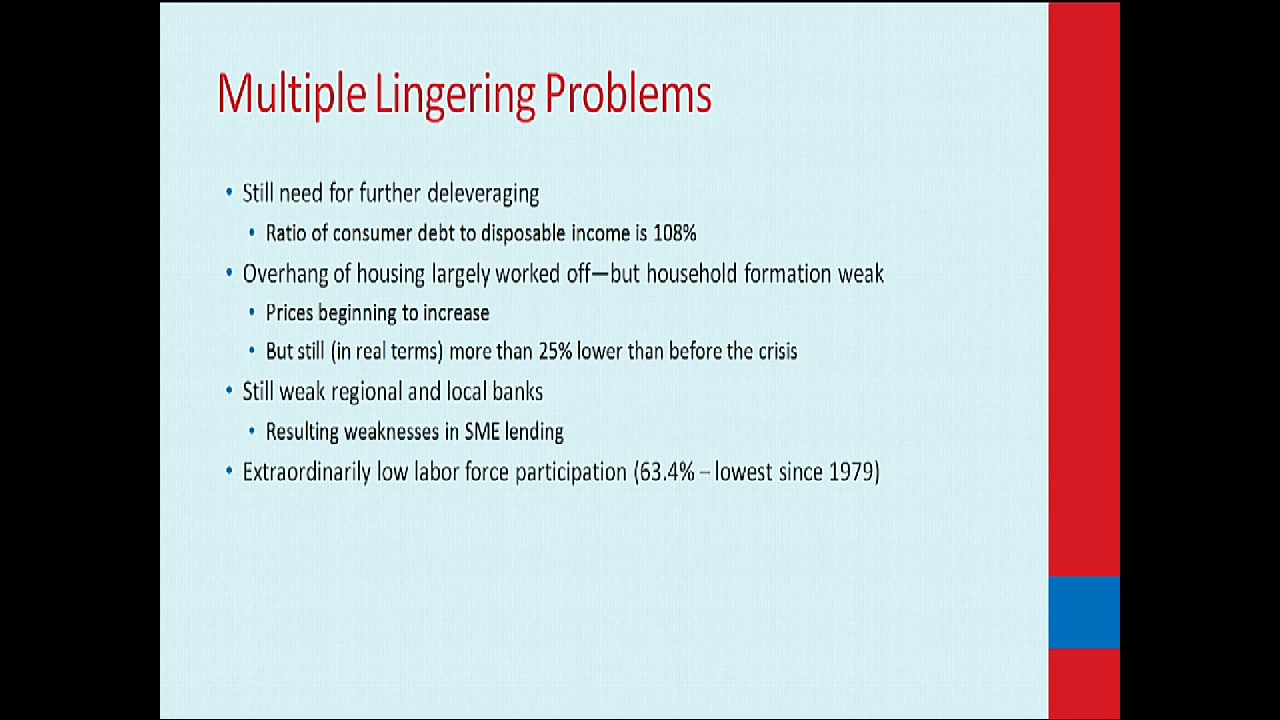 Multiple Lingering Problems
• Still need for further deleveraging
• Ratio of consumer debt to disposable income is 108%
• Overhang of housing largely worked off—but household formation weak
• Prices beginning to increase
• But still (in real terms) more than 25% lower than before the crisis
• Still weak regional and local banks
• Resulting weaknesses in SME lending
• Extraordinarily low labor force participation (63.4% – lowest since 1979)